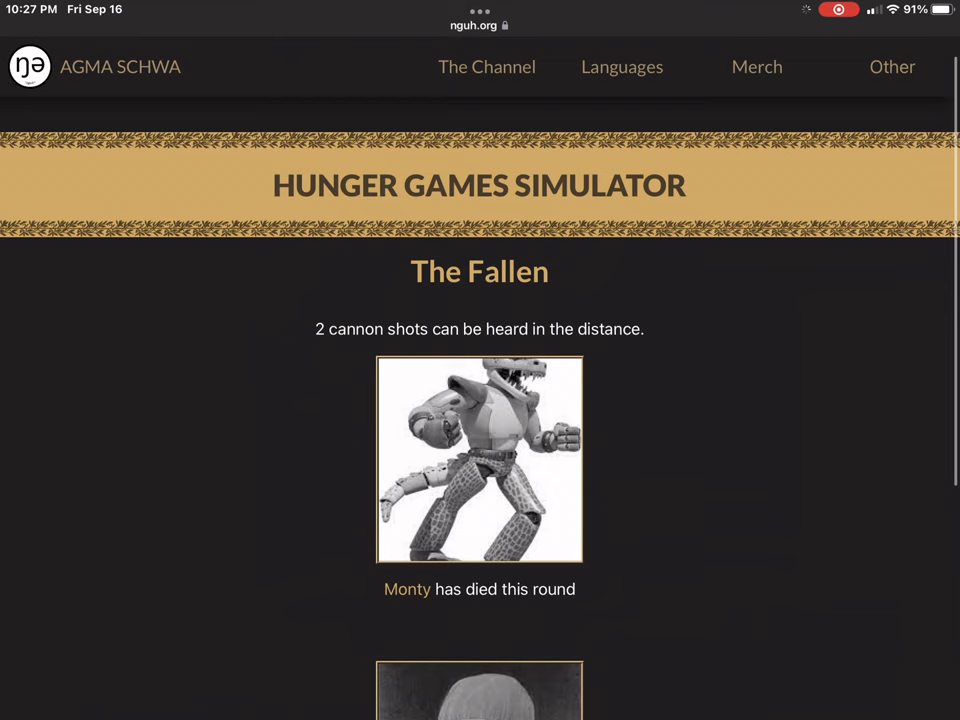 10:27 PM Fri Sep 16
91%
nguh.org
ŋə
AGMA SCHWA
The Channel
Languages
Merch
Other
HUNGER GAMES SIMULATOR
The Fallen
2 cannon shots can be heard in the distance.
Monty has died this round